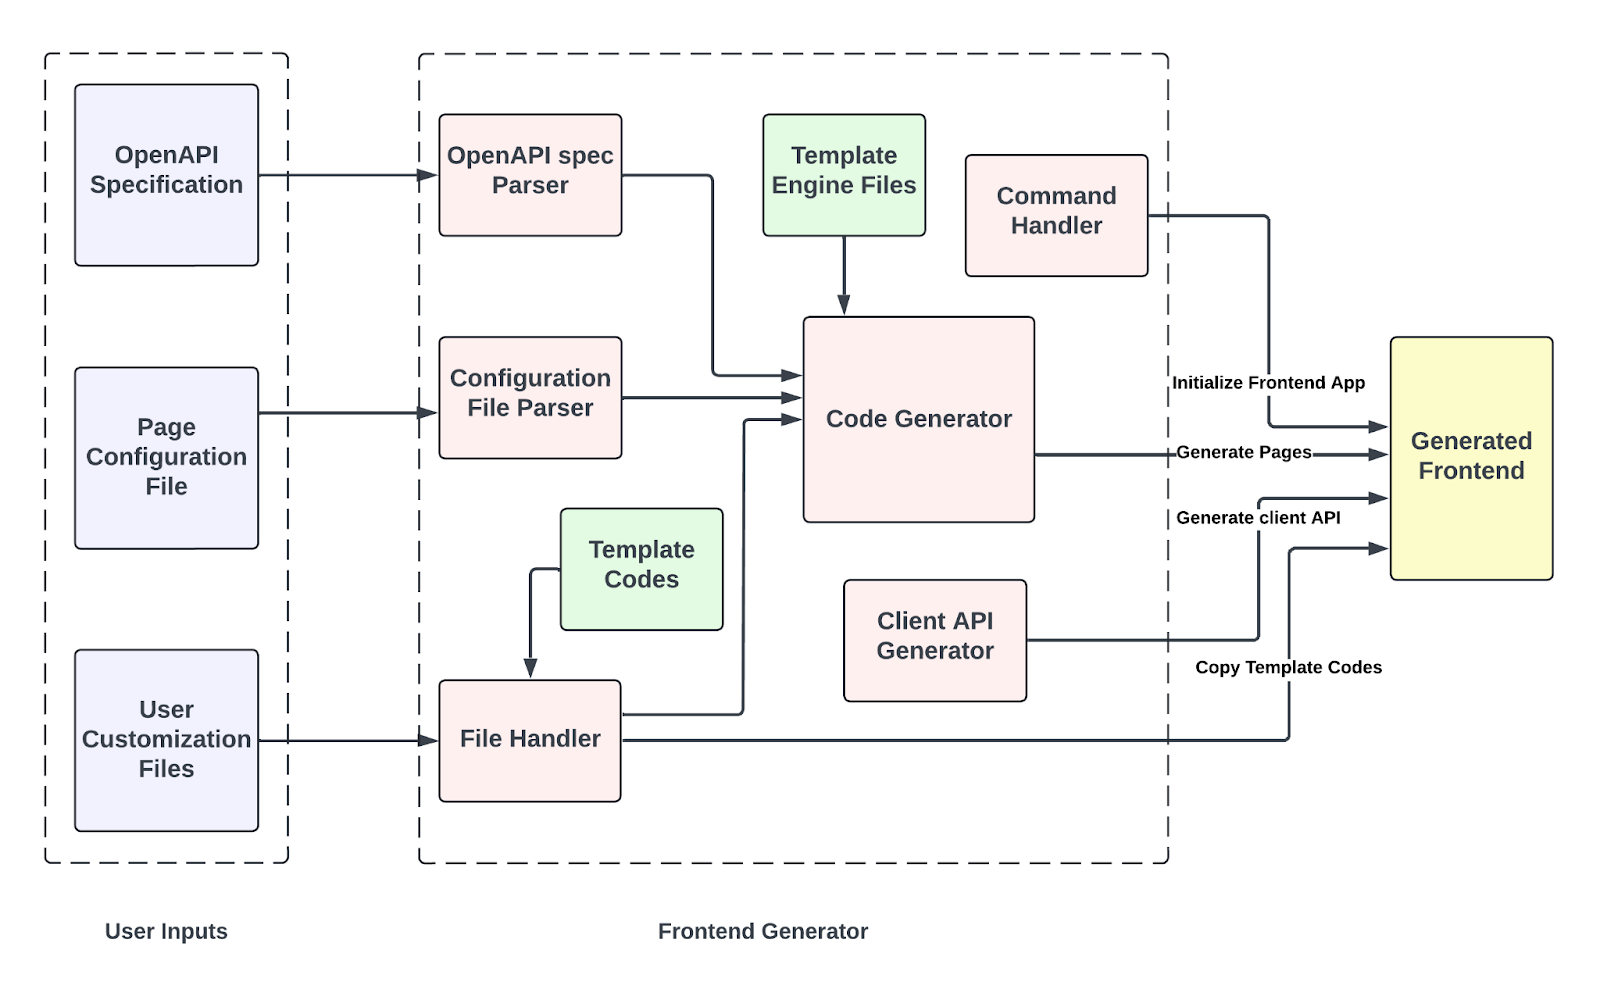 OpenAPI
Specification
OpenAPI spec
Parser
Template
Engine Files
Command
Handler
Page
Configuration
File
Configuration
File Parser
Code Generator
Initialize Frontend App
Generate Pages
Generate client API
Copy Template Codes
Generated
Frontend
Template
Codes
Client API
Generator
User
Customization
Files
File Handler
User Inputs
Frontend Generator